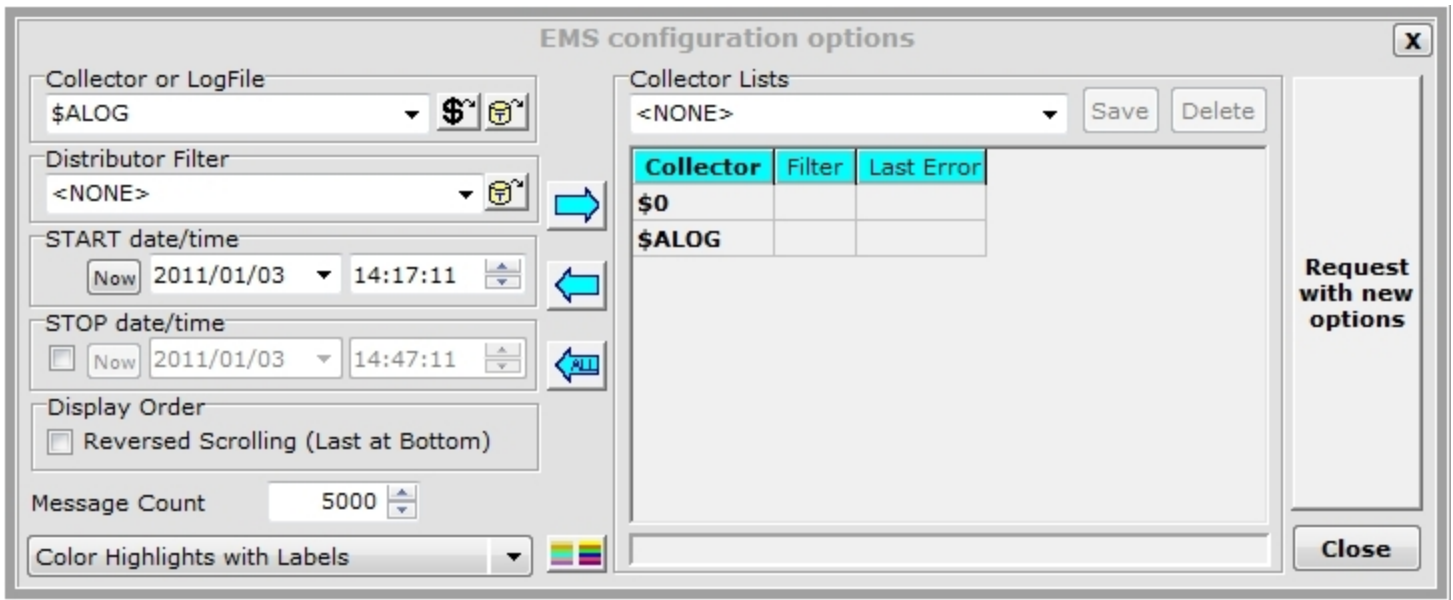 EMS configuration options
X
Collector or LogFile
$ALOG
$
Distributor Filter
<NONE>
START date/time
Now 2011/01/03 14:17:11
STOP date/time
Now 2011/01/03 14:47:11
Display Order
Reversed Scrolling (Last at Bottom)
Message Count 5000
Color Highlights with Labels
ALL
Collector Lists
<NONE> Save Delete
Collector Filter Last Error
$0
$ALOG
Request
with new
options
Close